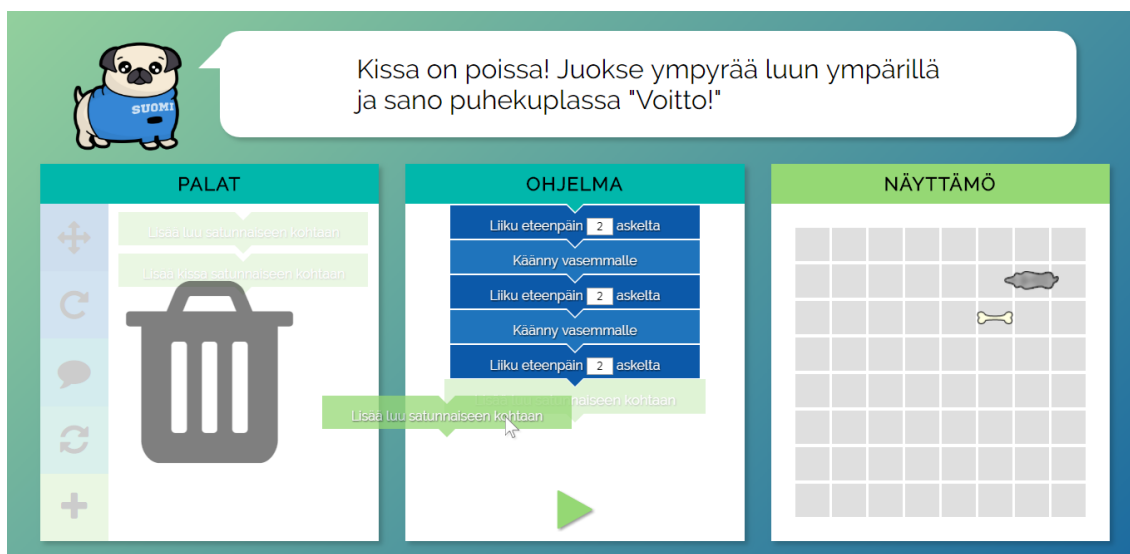 Kissa on poissa! Juokse ympyrää luun ympärillä
ja sano puhekuplassa "Voitto!"
SUOMI
PALAT
Lisää luu satunnaiseen kohtaan
Lisää kissa satunnaiseen kohtaan
OHJELMA
Liiku eteenpäin 2 askelta
Käänny vasemmalle
Liiku eteenpäin 2 askelta
Käänny vasemmalle
Liiku eteenpäin 2 askelta
Lisää luu satunnaiseen kohtaan
NÄYTTÄMÖ